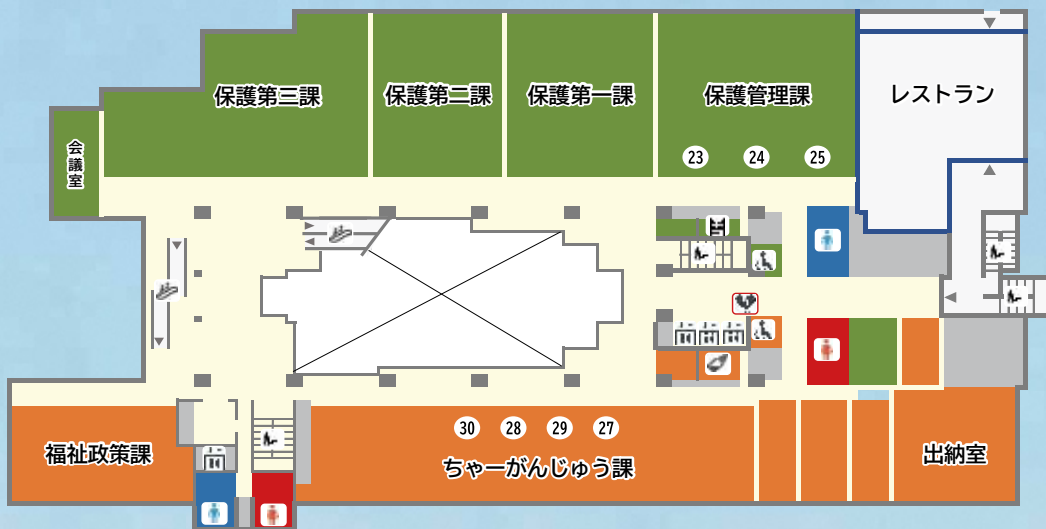 保護第三課
保護第二課
保護第一課
保護管理課
レストラン
会議室
23
24
25
30
28
29
27
福祉政策課
ちゃーがんじゅう課
出納室